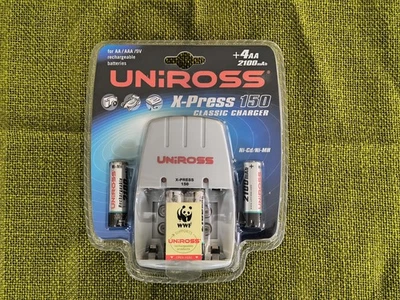 for AA / AAA /9V
rechargeable
batteries
+4AA
2100mAh
UNiROSS
X-Press 150
CLASSIC CHARGER
Ni-Cd/Ni-MH
UNiROSS
X-PRESS
150
2100
WWF
UNiROSS